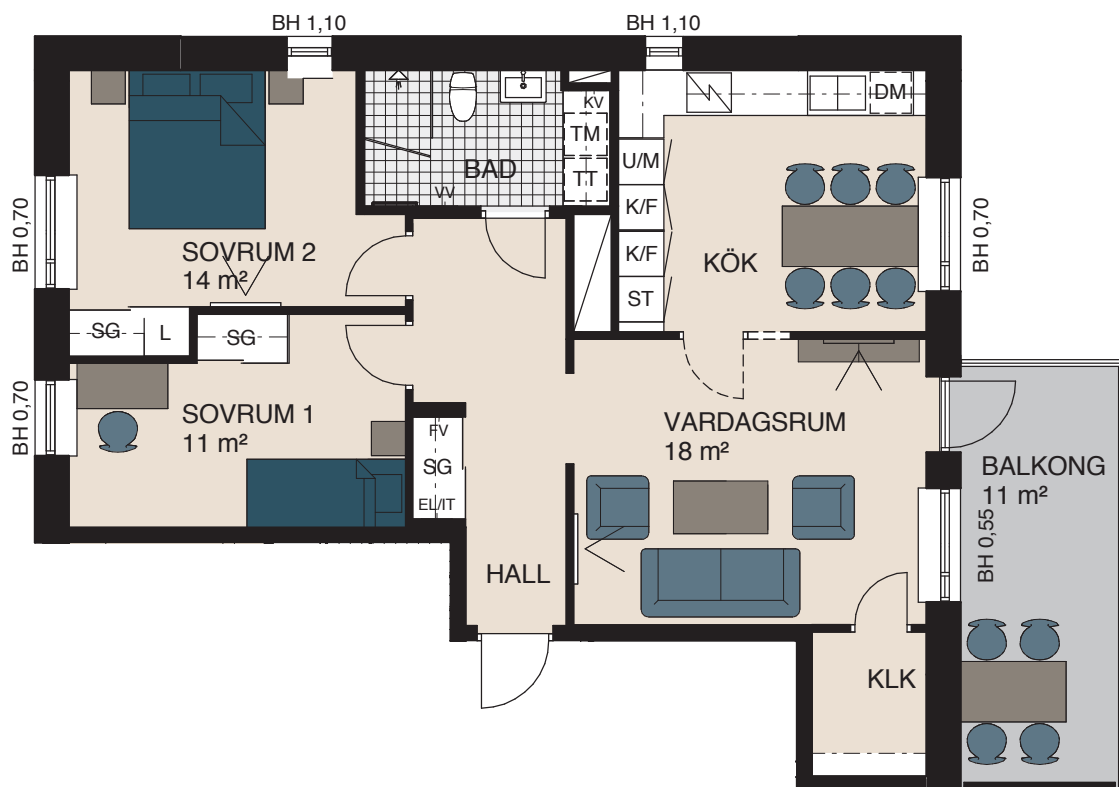 BH 1,10
BH 1,10
KV
DM
TM
U/M
BAD
TT
VV
K/F
BH 0,70
BH 0,70
SOVRUM 2
14 m²
K/F
KÖK
ST
SG
L
SG
BH 0,70
SOVRUM 1
11 m²
VARDAGSRUM
18 m²
FV
SG
EL/IT
BALKONG
11 m²
BH 0,55
HALL
KLK